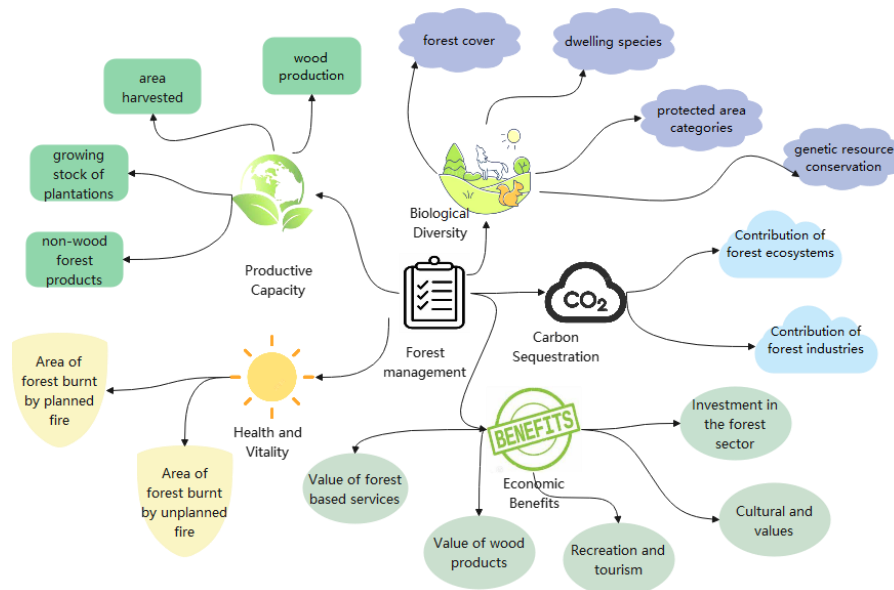 wood
production
area
harvested
growing
stock of
plantations
non-wood
forest
products
Productive
Capacity
forest cover
dwelling species
protected area
categories
genetic resource
conservation
Biological
Diversity
Forest
management
CO2
Carbon
Sequestration
Contribution of
forest ecosystems
Contribution of
forest industries
Area of
forest burnt
by planned
fire
Area of
forest burnt
by unplanned
fire
Health and
Vitality
BENEFITS
Economic
Benefits
Value of forest
based services
Value of wood
products
Recreation and
tourism
Cultural and
values
Investment in
the forest
sector